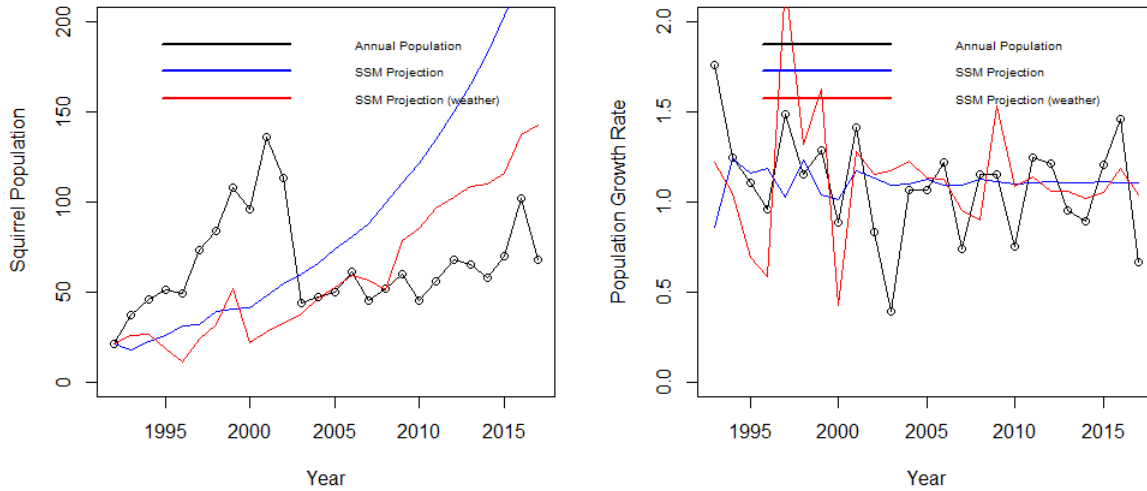 Squirrel Population
200
150
100
50
0
Annual Population
SSM Projection
SSM Projection (weather)
1995 2000 2005 2010 2015
Year
Population Growth Rate
2.0
1.5
1.0
0.5
0.0
Annual Population
SSM Projection
SSM Projection (weather)
1995 2000 2005 2010 2015
Year